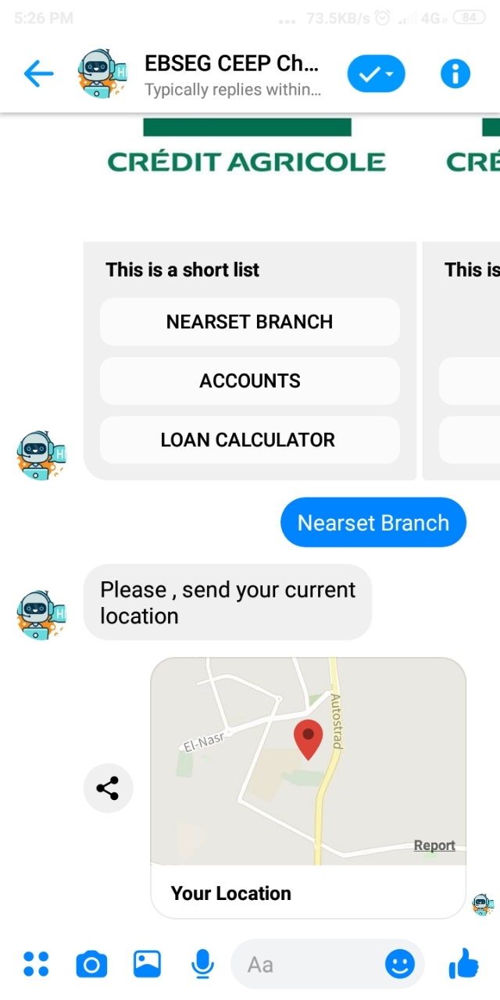 5:26 PM
... 73.5KB/s 4G 84
EBSEG CEEP Ch...
Typically replies within...
CRÉDIT AGRICOLE
CRÉ
This is a short list
This is
NEARSET BRANCH
ACCOUNTS
LOAN CALCULATOR
HI
Nearset Branch
Please , send your current
location
HI
Autostrad
El-Nasr
Report
Your Location
Aa